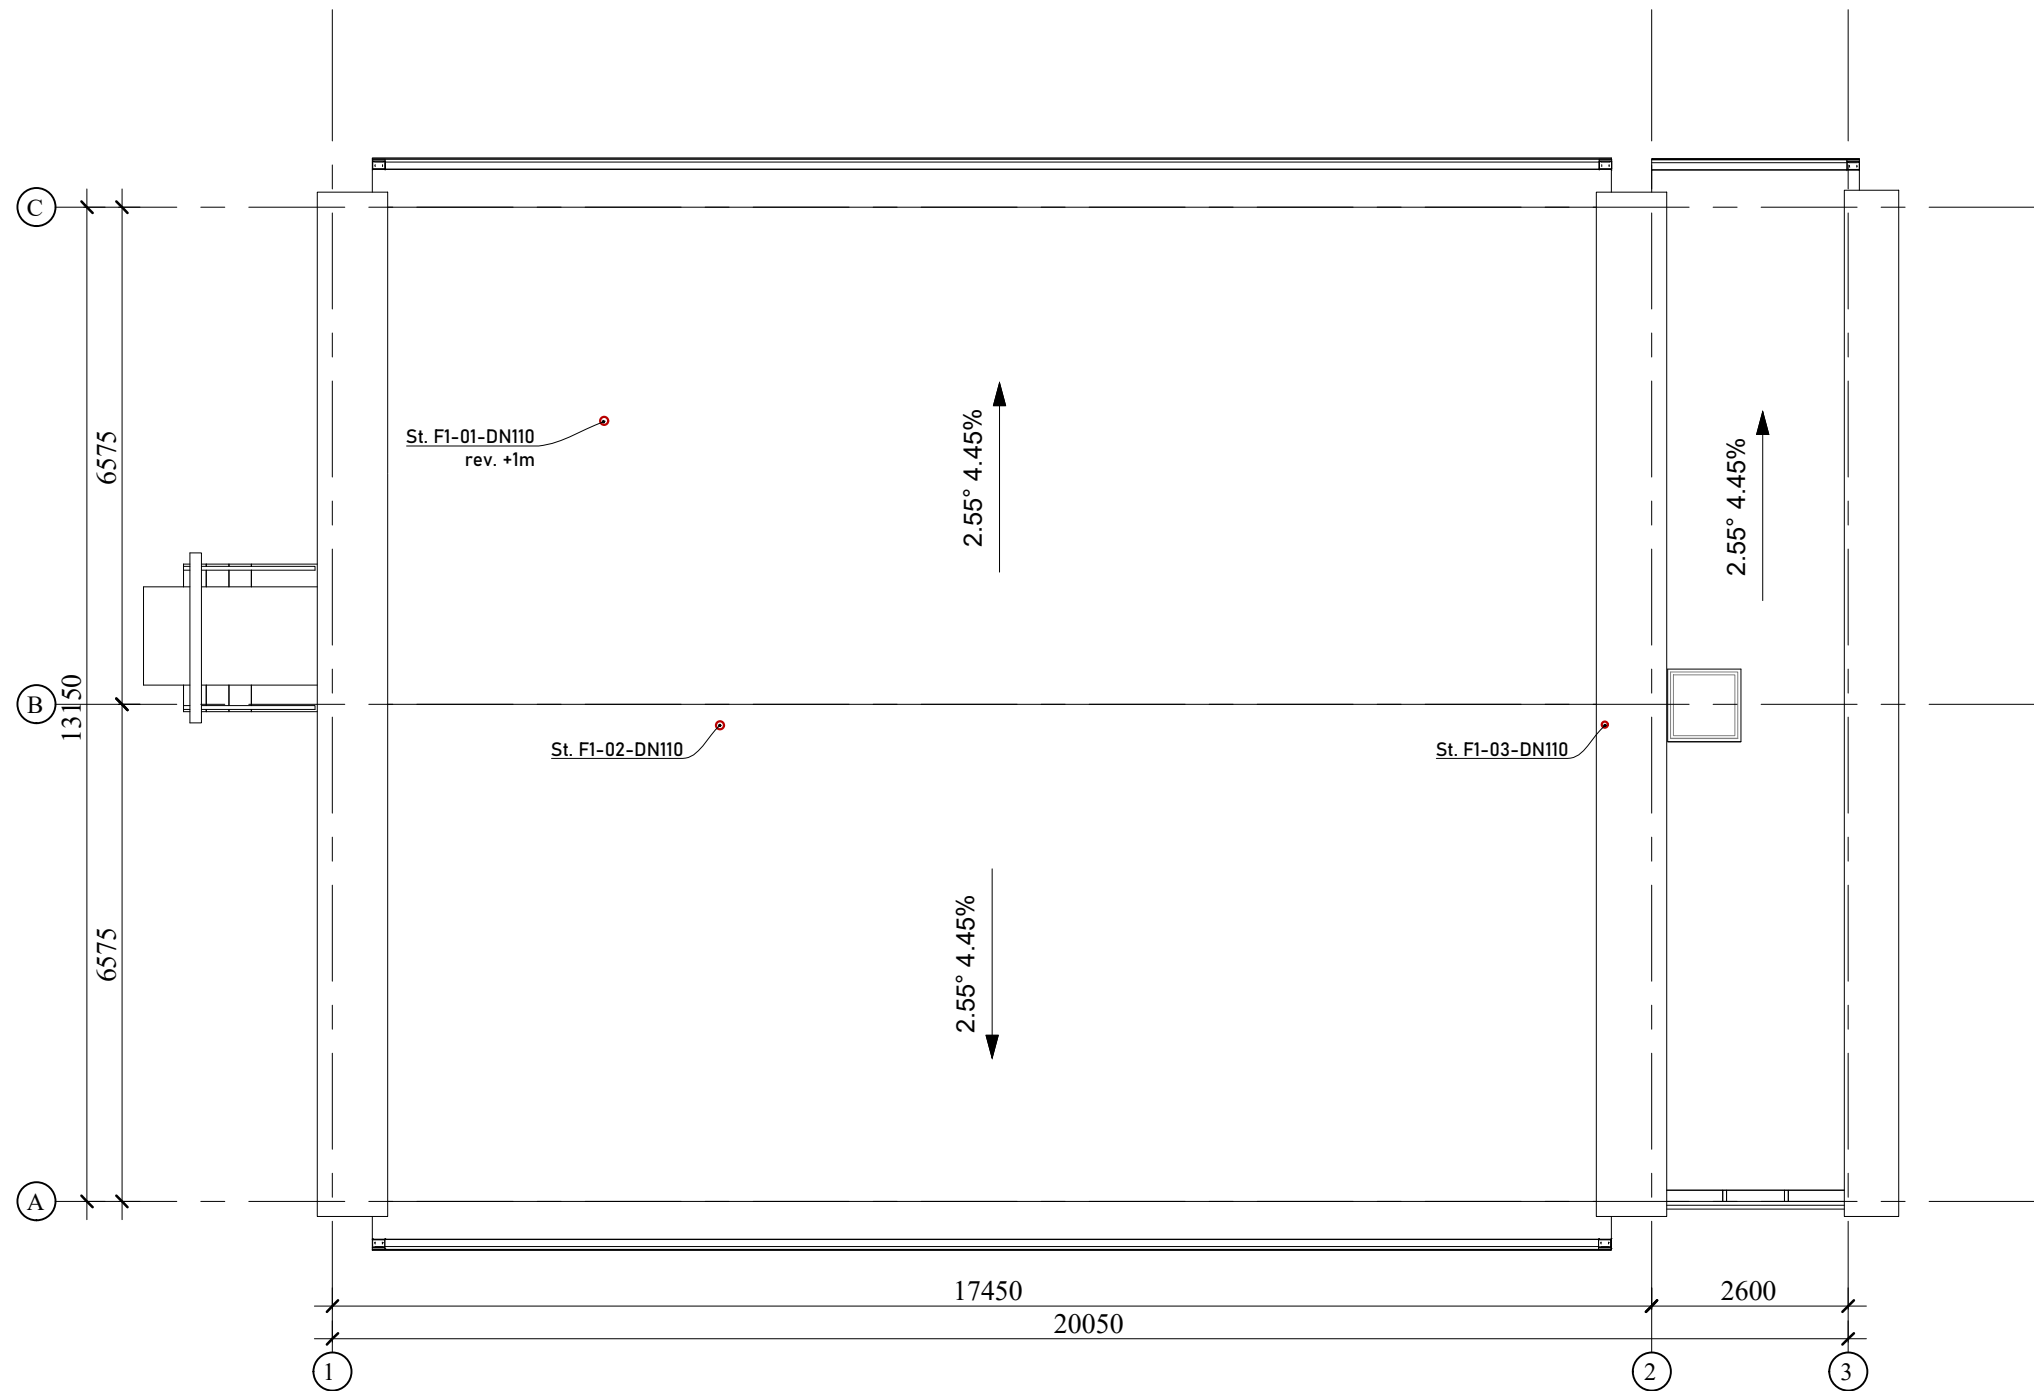 C
6575
St. F1-01-DN110
rev. +1m
2.55° 4.45%
2.55° 4.45%
B
13150
St. F1-02-DN110
St. F1-03-DN110
6575
2.55° 4.45%
A
17450
2600
20050
1
2
3